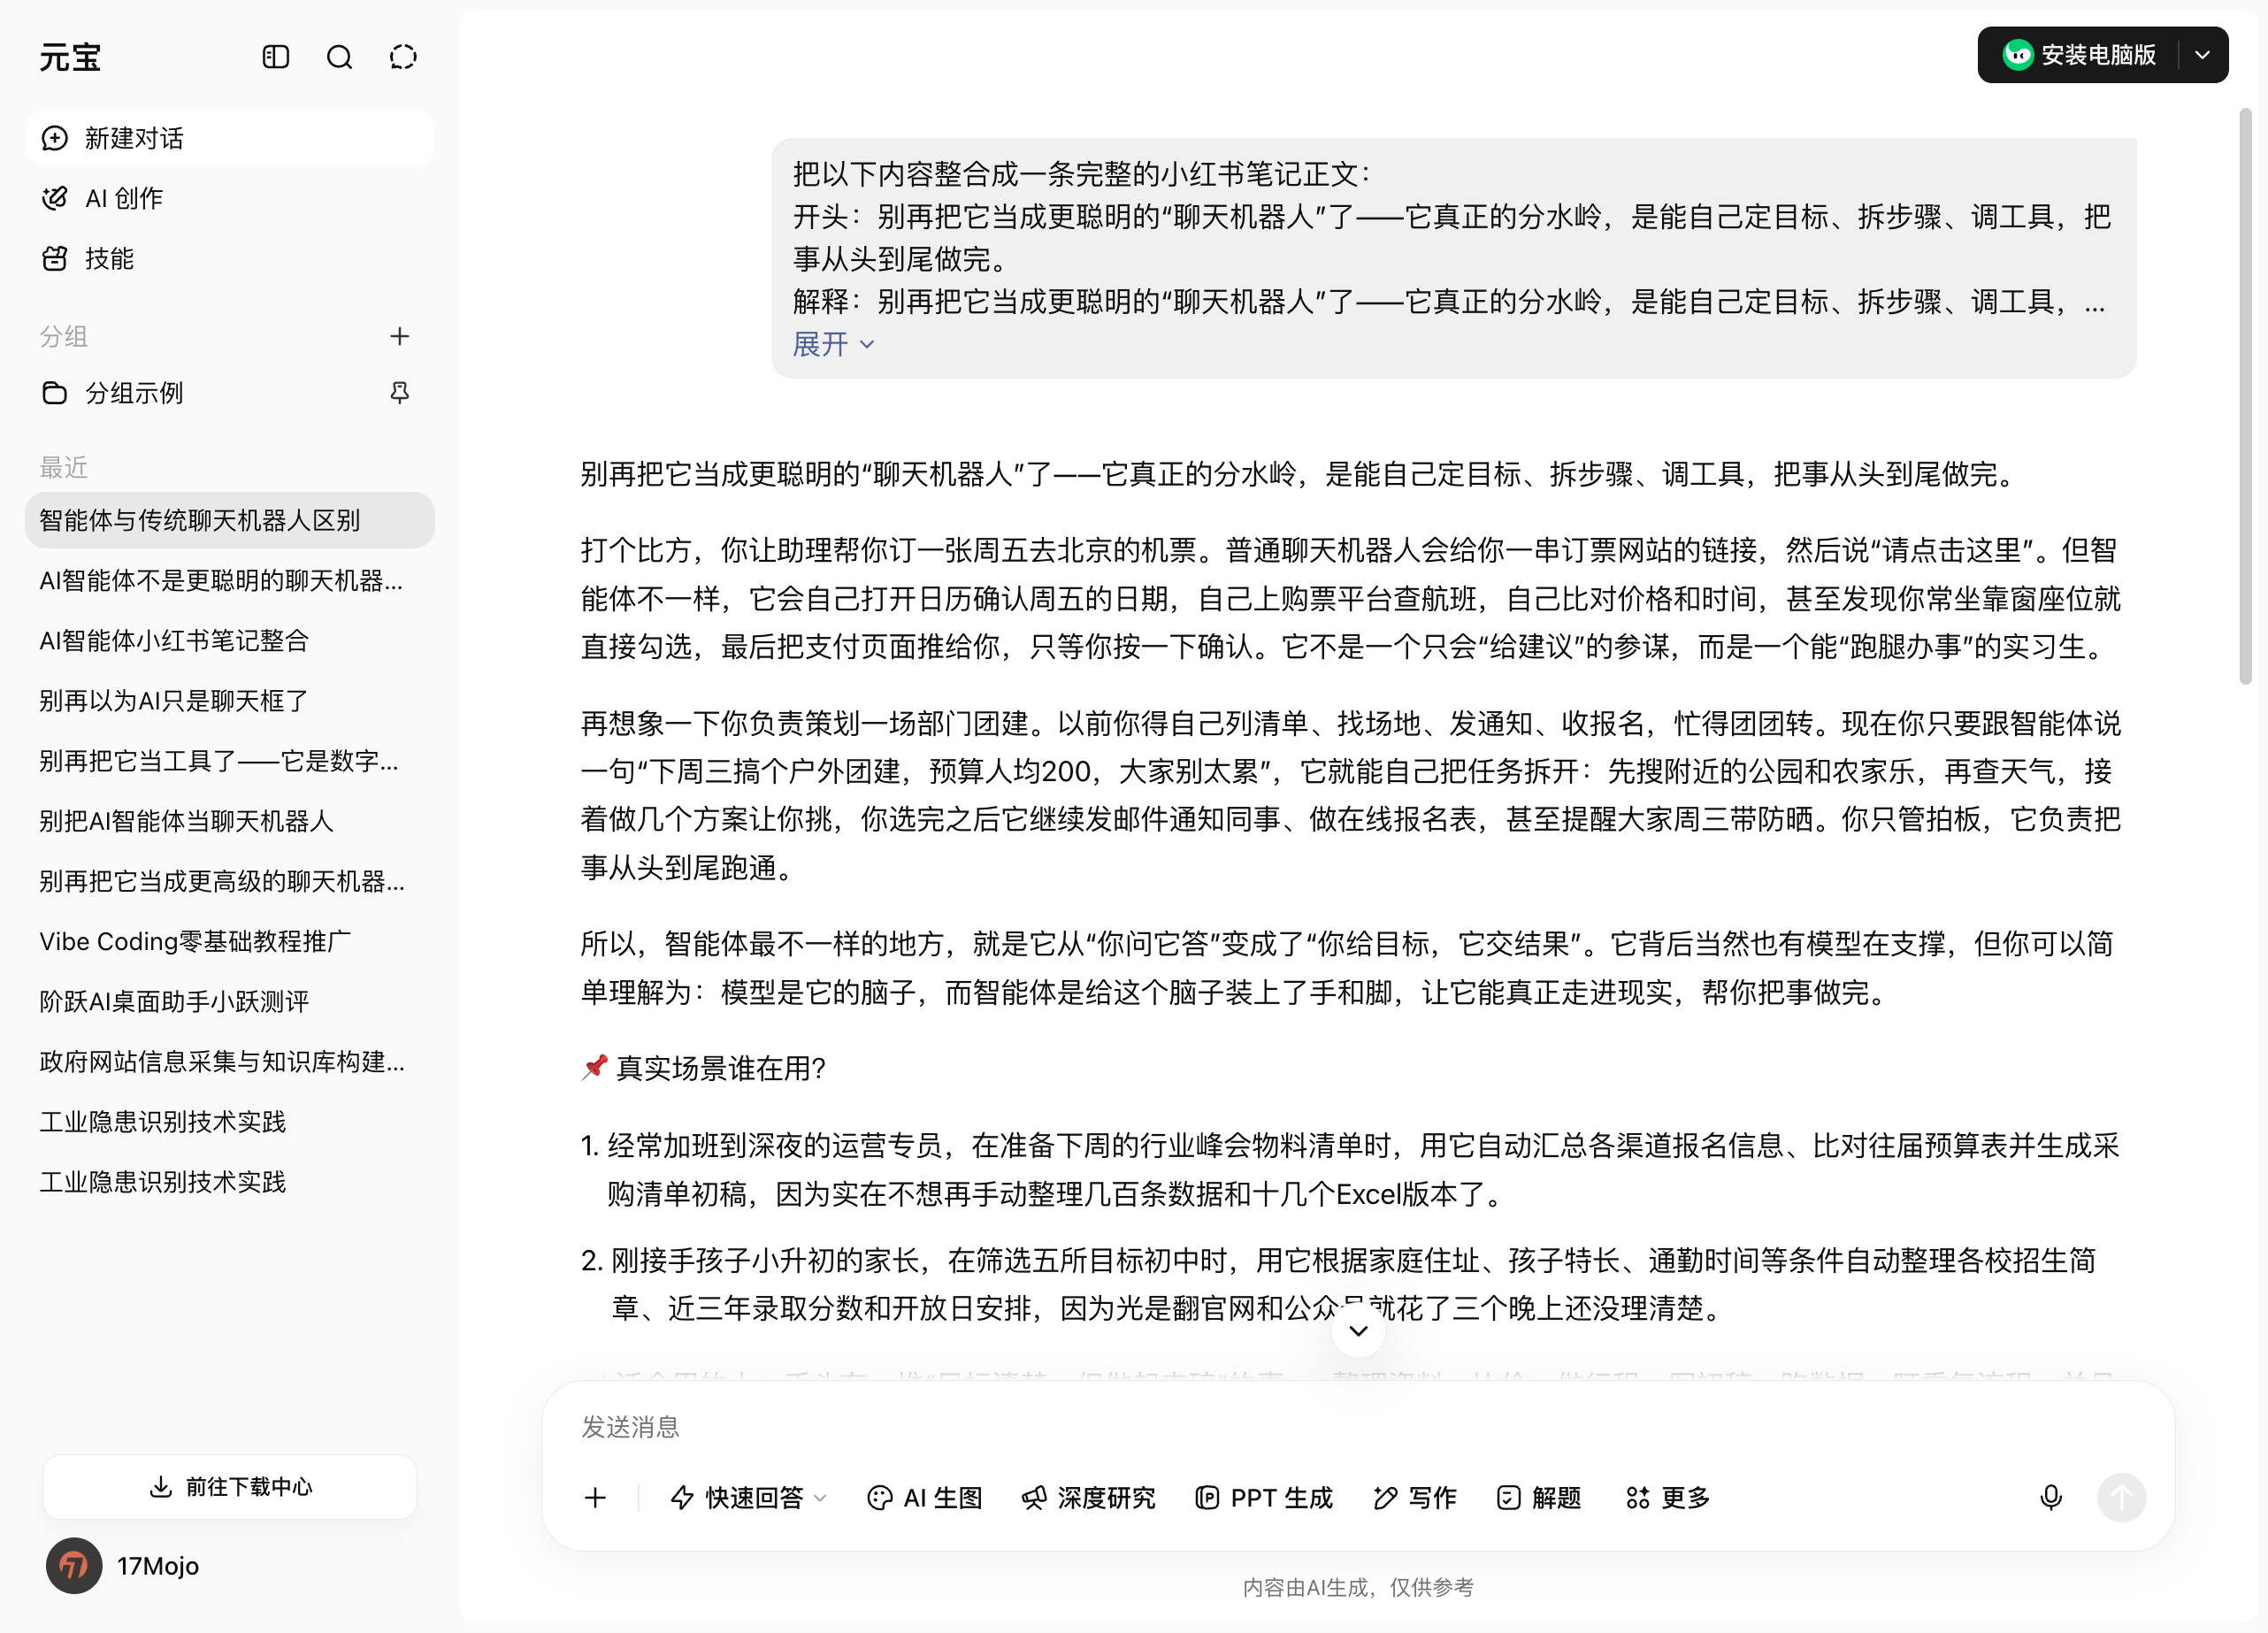 元宝
新建对话
AI 创作
技能
分组
分组示例
最近
智能体与传统聊天机器人区别
AI智能体不是更聪明的聊天机器...
AI智能体小红书笔记整合
别再以为AI只是聊天框了
别再把它当工具了——它是数字...
别把AI智能体当聊天机器人
别再把它当成更高级的聊天机器...
Vibe Coding零基础教程推广
阶跃AI桌面助手小跃测评
政府网站信息采集与知识库构建...
工业隐患识别技术实践
工业隐患识别技术实践
前往下载中心
17Mojo
安装电脑版
把以下内容整合成一条完整的小红书笔记正文：
开头：别再把它当成更聪明的“聊天机器人”了——它真正的分水岭，是能自己定目标、拆步骤、调工具，把
事从头到尾做完。
解释：别再把它当成更聪明的“聊天机器人”了——它真正的分水岭，是能自己定目标、拆步骤、调工具，...
展开
别再把它当成更聪明的“聊天机器人”了——它真正的分水岭，是能自己定目标、拆步骤、调工具，把事从头到尾做完。
打个比方，你让助理帮你订一张周五去北京的机票。普通聊天机器人会给你一串订票网站的链接，然后说“请点击这里”。但智
能体不一样，它会自己打开日历确认周五的日期，自己上购票平台查航班，自己比对价格和时间，甚至发现你常坐靠窗座位就
直接勾选，最后把支付页面推给你，只等你按一下确认。它不是一个只会“给建议”的参谋，而是一个能“跑腿办事”的实习生。
再想象一下你负责策划一场部门团建。以前你得自己列清单、找场地、发通知、收报名，忙得团团转。现在你只要跟智能体说
一句“下周三搞个户外团建，预算人均200，大家别太累”，它就能自己把任务拆开：先搜附近的公园和农家乐，再查天气，接
着做几个方案让你挑，你选完之后它继续发邮件通知同事、做在线报名表，甚至提醒大家周三带防晒。你只管拍板，它负责把
事从头到尾跑通。
所以，智能体最不一样的地方，就是它从“你问它答”变成了“你给目标，它交结果”。它背后当然也有模型在支撑，但你可以简
单理解为：模型是它的脑子，而智能体是给这个脑子装上了手和脚，让它能真正走进现实，帮你把事做完。
📌 真实场景谁在用?
1. 经常加班到深夜的运营专员，在准备下周的行业峰会物料清单时，用它自动汇总各渠道报名信息、比对往届预算表并生成采
购清单初稿，因为实在不想再手动整理几百条数据和十几个Excel版本了。
2. 刚接手孩子小升初的家长，在筛选五所目标初中时，用它根据家庭住址、孩子特长、通勤时间等条件自动整理各校招生简
章、近三年录取分数和开放日安排，因为光是翻官网和公众号就花了三个晚上还没理清楚。
发送消息
快速回答
AI 生图
深度研究
PPT 生成
写作
解题
更多
内容由AI生成，仅供参考